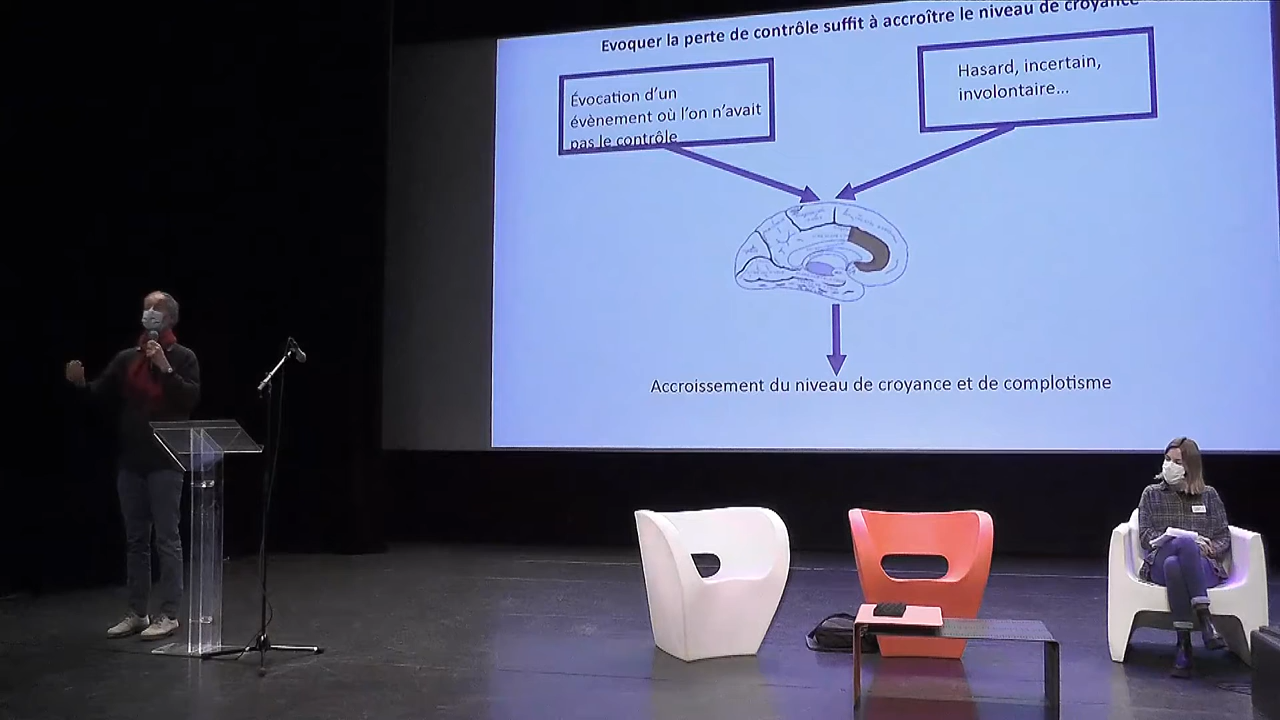 Evoquer la perte de contrôle suffit à accroître le niveau de croyance
Évocation d'un
évènement où l'on n'avait
pas le contrôle
Hasard, incertain,
involontaire...
Accroissement du niveau de croyance et de complotisme